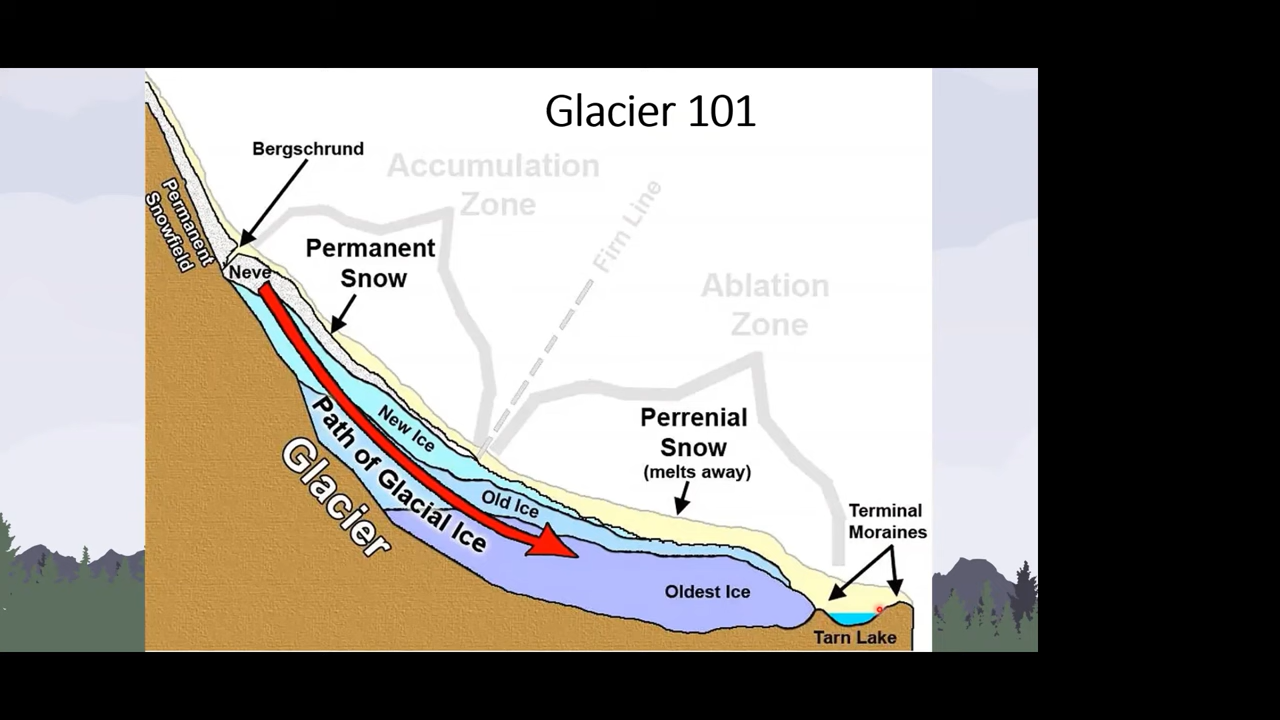 Glacier 101
Bergschrund
Accumulation
Zone
Firn Line
Permanent
Snowfield
Permanent
Snow
Neve
Ablation
Zone
New Ice
Path of Glacial Ice
Glacier
Old Ice
Perrenial
Snow
(melts away)
Terminal
Moraines
Oldest Ice
Tarn Lake